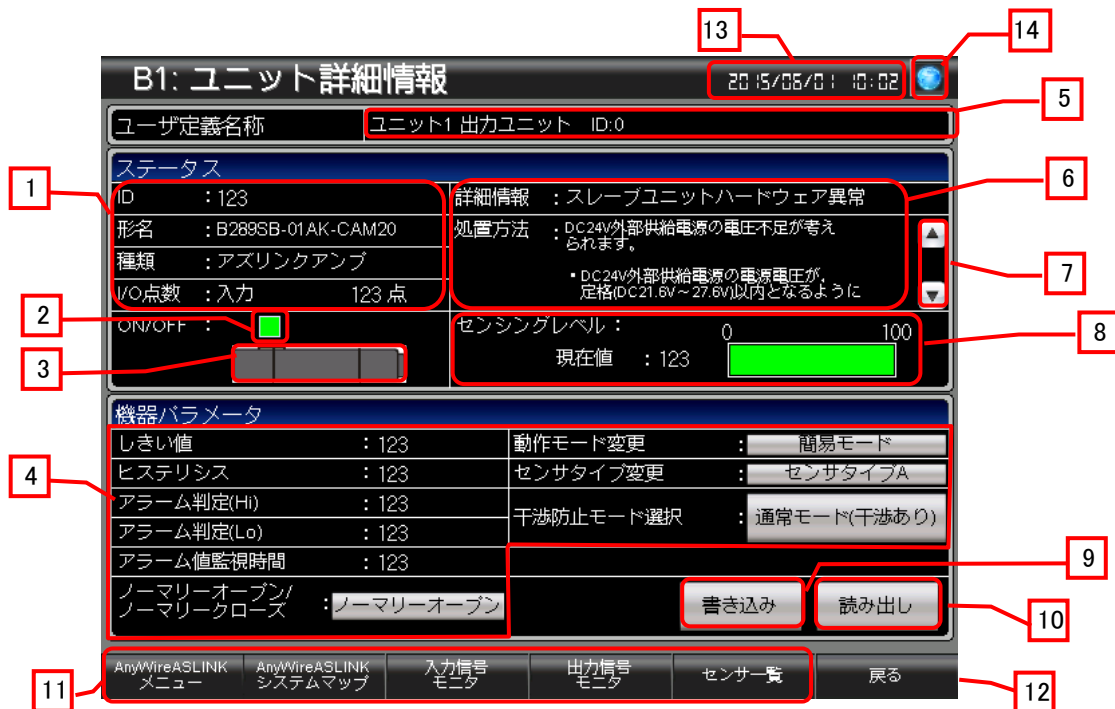 13
14
B1: ユニット詳細情報
2015/06/01 10:02
5
ユーザ定義名称
ユニット1 出力ユニット ID:0
ステータス
1
ID :123
形名 :B289SB-01AK-CAM20
種類 :アズリンクアンプ
I/O点数 :入力 123 点
6
詳細情報 :スレーブユニットハードウェア異常
処置方法 :DC24V外部供給電源の電圧不足が考え
られます。
・DC24V外部供給電源の電源電圧が,
定格(DC21.6V～27.6V)以内となるように
7
2
ON/OFF :
3
センシングレベル :
0 100
現在値 :123
8
機器パラメータ
4
しきい値 :123
ヒステリシス :123
アラーム判定(Hi) :123
アラーム判定(Lo) :123
アラーム値監視時間 :123
ノーマリーオープン/
ノーマリークローズ :ノーマリーオープン
動作モード変更 :簡易モード
センサタイプ変更 :センサタイプA
干渉防止モード選択 :通常モード(干渉あり)
9
書き込み
読み出し
10
11
AnyWireASLINK
メニュー
AnyWireASLINK
システムマップ
入力信号
モニタ
出力信号
モニタ
センサ一覧
戻る
12